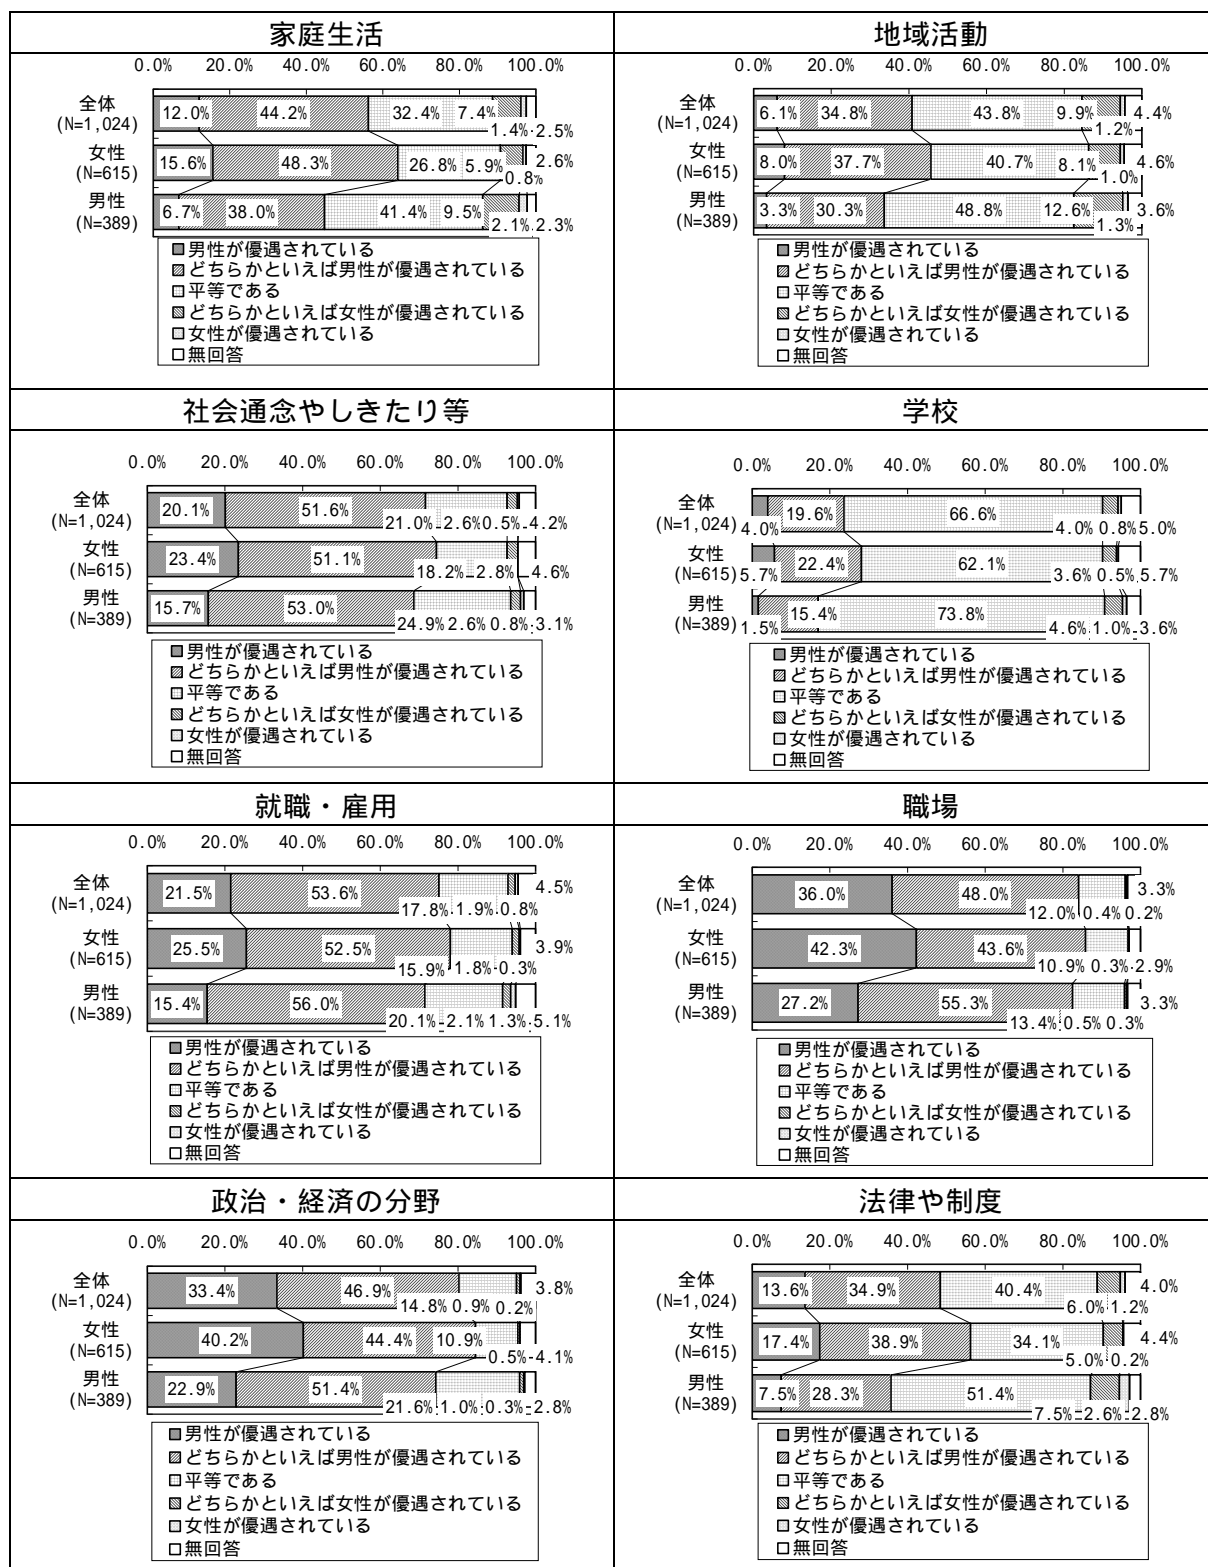 家庭生活
0.0% 20.0% 40.0% 60.0% 80.0% 100.0%
全体
(N=1,024)
12.0% 44.2% 32.4% 7.4% 1.4% 2.5%
女性
(N=615)
15.6% 48.3% 26.8% 5.9% 0.8% 2.6%
男性
(N=389)
6.7% 38.0% 41.4% 9.5% 2.1% 2.3%
男性が優遇されている
どちらかといえば男性が優遇されている
平等である
どちらかといえば女性が優遇されている
女性が優遇されている
無回答
地域活動
0.0% 20.0% 40.0% 60.0% 80.0% 100.0%
全体
(N=1,024)
6.1% 34.8% 43.8% 9.9% 1.2% 4.4%
女性
(N=615)
8.0% 37.7% 40.7% 8.1% 1.0% 4.6%
男性
(N=389)
3.3% 30.3% 48.8% 12.6% 1.3% 3.6%
男性が優遇されている
どちらかといえば男性が優遇されている
平等である
どちらかといえば女性が優遇されている
女性が優遇されている
無回答
社会通念やしきたり等
0.0% 20.0% 40.0% 60.0% 80.0% 100.0%
全体
(N=1,024)
20.1% 51.6% 21.0% 2.6% 0.5% 4.2%
女性
(N=615)
23.4% 51.1% 18.2% 2.8% 4.6%
男性
(N=389)
15.7% 53.0% 24.9% 2.6% 0.8% 3.1%
男性が優遇されている
どちらかといえば男性が優遇されている
平等である
どちらかといえば女性が優遇されている
女性が優遇されている
無回答
学校
0.0% 20.0% 40.0% 60.0% 80.0% 100.0%
全体
(N=1,024)
4.0% 19.6% 66.6% 4.0% 0.8% 5.0%
女性
(N=615)
5.7% 22.4% 62.1% 3.6% 0.5% 5.7%
男性
(N=389)
1.5% 15.4% 73.8% 4.6% 1.0% 3.6%
男性が優遇されている
どちらかといえば男性が優遇されている
平等である
どちらかといえば女性が優遇されている
女性が優遇されている
無回答
就職・雇用
0.0% 20.0% 40.0% 60.0% 80.0% 100.0%
全体
(N=1,024)
21.5% 53.6% 17.8% 1.9% 0.8% 4.5%
女性
(N=615)
25.5% 52.5% 15.9% 1.8% 0.3% 3.9%
男性
(N=389)
15.4% 56.0% 20.1% 2.1% 1.3% 5.1%
男性が優遇されている
どちらかといえば男性が優遇されている
平等である
どちらかといえば女性が優遇されている
女性が優遇されている
無回答
職場
0.0% 20.0% 40.0% 60.0% 80.0% 100.0%
全体
(N=1,024)
36.0% 48.0% 12.0% 0.4% 0.2% 3.3%
女性
(N=615)
42.3% 43.6% 10.9% 0.3% 2.9%
男性
(N=389)
27.2% 55.3% 13.4% 0.5% 0.3% 3.3%
男性が優遇されている
どちらかといえば男性が優遇されている
平等である
どちらかといえば女性が優遇されている
女性が優遇されている
無回答
政治・経済の分野
0.0% 20.0% 40.0% 60.0% 80.0% 100.0%
全体
(N=1,024)
33.4% 46.9% 14.8% 0.9% 0.2% 3.8%
女性
(N=615)
40.2% 44.4% 10.9% 0.5% 4.1%
男性
(N=389)
22.9% 51.4% 21.6% 1.0% 0.3% 2.8%
男性が優遇されている
どちらかといえば男性が優遇されている
平等である
どちらかといえば女性が優遇されている
女性が優遇されている
無回答
法律や制度
0.0% 20.0% 40.0% 60.0% 80.0% 100.0%
全体
(N=1,024)
13.6% 34.9% 40.4% 6.0% 1.2% 4.0%
女性
(N=615)
17.4% 38.9% 34.1% 5.0% 0.2% 4.4%
男性
(N=389)
7.5% 28.3% 51.4% 7.5% 2.6% 2.8%
男性が優遇されている
どちらかといえば男性が優遇されている
平等である
どちらかといえば女性が優遇されている
女性が優遇されている
無回答